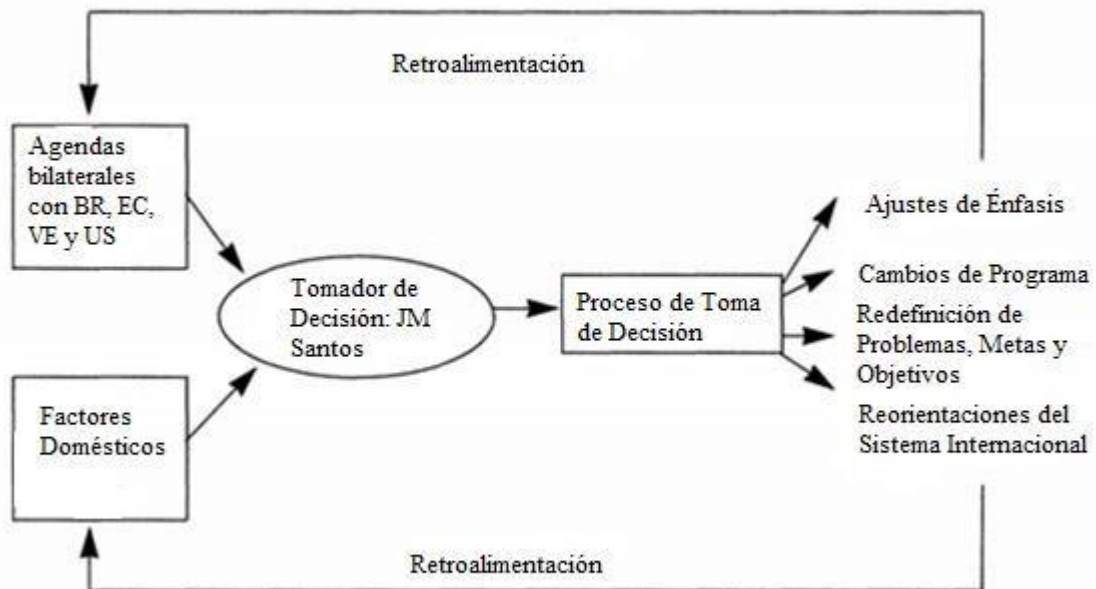 Retroalimentación
Agendas
bilaterales
con BR, EC,
VE y US
Ajustes de Énfasis
Tomador de
Decisión: JM
Santos
Proceso de Toma
de Decisión
Cambios de Programa
Redefinición de
Problemas, Metas y
Objetivos
Reorientaciones del
Sistema Internacional
Factores
Domésticos
Retroalimentación